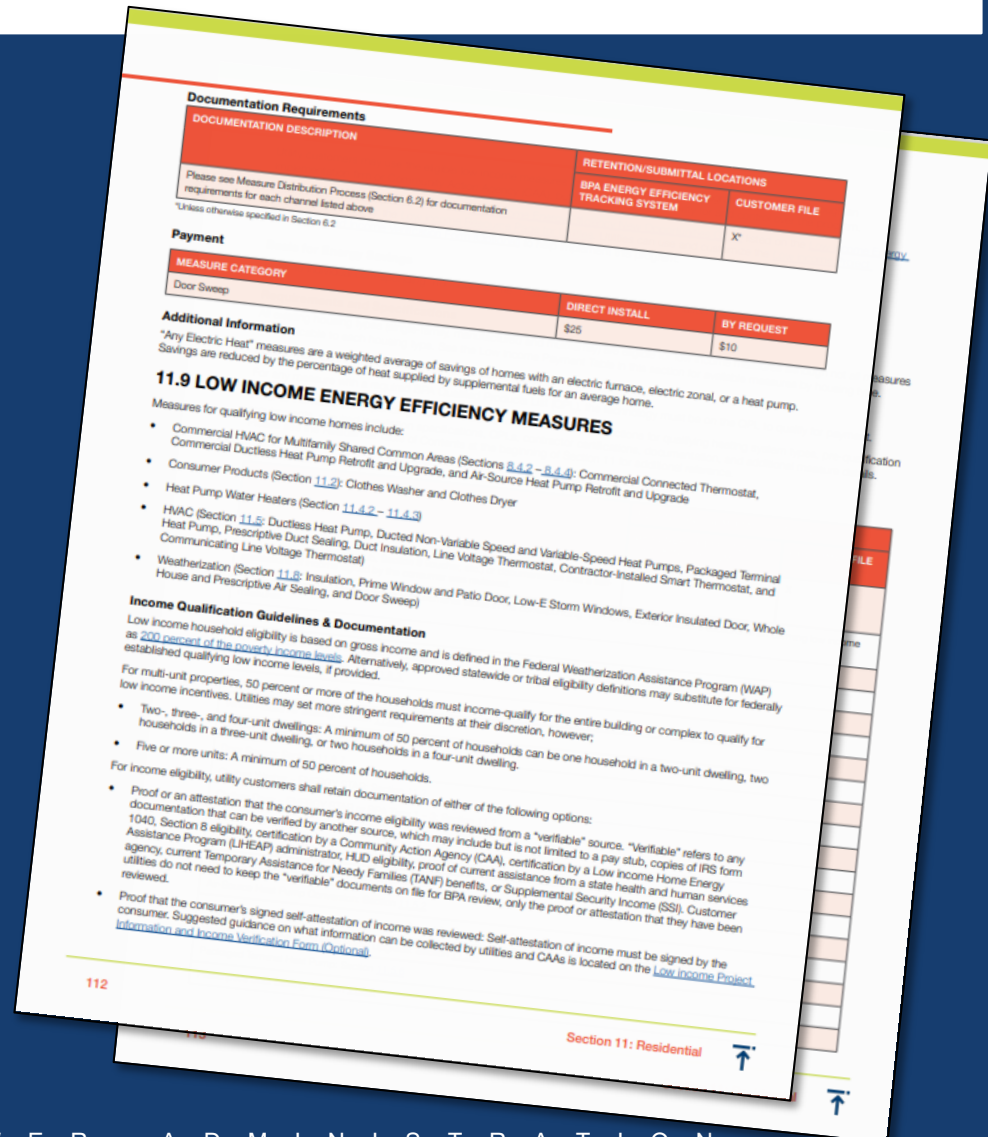 Documentation Requirements
DOCUMENTATION DESCRIPTION
RETENTION/SUBMITTAL LOCATIONS
BPA ENERGY EFFICIENCY
TRACKING SYSTEM
CUSTOMER FILE
Please see Measure Distribution Process (Section 6.2) for documentation
requirements for each channel listed above
X*
*Unless otherwise specified in Section 6.2
Payment
MEASURE CATEGORY
DIRECT INSTALL
BY REQUEST
Door Sweep
$25
$10
Additional Information
"Any Electric Heat" measures are a weighted average of savings of homes with an electric furnace, electric zonal, or a heat pump.
Savings are reduced by the percentage of heat supplied by supplemental fuels for an average home.
11.9 LOW INCOME ENERGY EFFICIENCY MEASURES
Measures for qualifying low income homes include:
• Commercial HVAC for Multifamily Shared Common Areas (Sections 8.4.2 – 8.4.4): Commercial Connected Thermostat,
Commercial Ductless Heat Pump Retrofit and Upgrade, and Air-Source Heat Pump Retrofit and Upgrade
• Consumer Products (Section 11.2): Clothes Washer and Clothes Dryer
• Heat Pump Water Heaters (Section 11.4.2 – 11.4.3)
• HVAC (Section 11.5: Ductless Heat Pump, Ducted Non-Variable Speed and Variable-Speed Heat Pumps, Packaged Terminal
Heat Pump, Prescriptive Duct Sealing, Duct Insulation, Line Voltage Thermostat, Contractor-Installed Smart Thermostat, and
Communicating Line Voltage Thermostat)
• Weatherization (Section 11.8: Insulation, Prime Window and Patio Door, Low-E Storm Windows, Exterior Insulated Door, Whole
House and Prescriptive Air Sealing, and Door Sweep)
Income Qualification Guidelines & Documentation
Low income household eligibility is based on gross income and is defined in the Federal Weatherization Assistance Program (WAP)
as 200 percent of the poverty income levels. Alternatively, approved statewide or tribal eligibility definitions may substitute for federally
established qualifying low income levels, if provided.
For multi-unit properties, 50 percent or more of the households must income-qualify for the entire building or complex to qualify for
low income incentives. Utilities may set more stringent requirements at their discretion, however;
• Two-, three-, and four-unit dwellings: A minimum of 50 percent of households can be one household in a two-unit dwelling, two
households in a three-unit dwelling, or two households in a four-unit dwelling.
• Five or more units: A minimum of 50 percent of households.
For income eligibility, utility customers shall retain documentation of either of the following options:
• Proof or an attestation that the consumer's income eligibility was reviewed from a "verifiable" source. "Verifiable" refers to any
documentation that can be verified by another source, which may include but is not limited to a pay stub, copies of IRS form
1040, Section 8 eligibility, certification by a Community Action Agency (CAA), certification by a Low income Home Energy
Assistance Program (LIHEAP) administrator, HUD eligibility, proof of current assistance from a state health and human services
agency, current Temporary Assistance for Needy Families (TANF) benefits, or Supplemental Security Income (SSI). Customer
utilities do not need to keep the "verifiable" documents on file for BPA review, only the proof or attestation that they have been
reviewed.
• Proof that the consumer's signed self-attestation of income was reviewed: Self-attestation of income must be signed by the
consumer. Suggested guidance on what information can be collected by utilities and CAAs is located on the Low income Project
Information and Income Verification Form (Optional).
112
Section 11: Residential
FILE